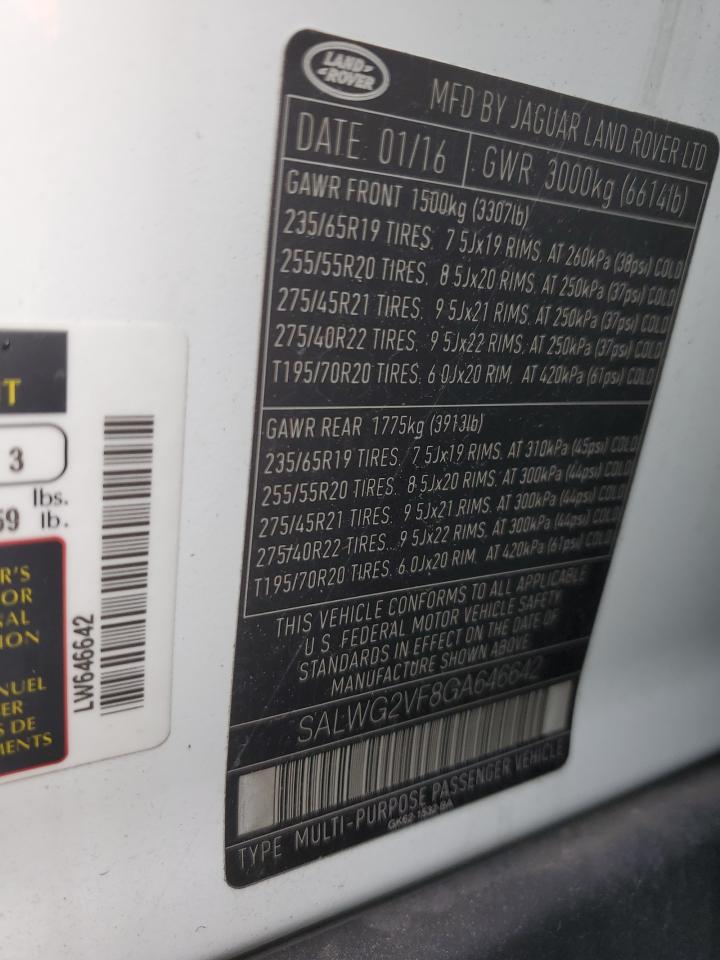 LAND
ROVER
MFD BY JAGUAR LAND ROVER LTD
DATE 01/16 GWR 3000kg (6614lb)
GAWR FRONT 1500kg (3307lb)
235/65R19 TIRES, 7 5Jx19 RIMS, AT 260kPa (38psi) COLD
255/55R20 TIRES, 8 5Jx20 RIMS, AT 250kPa (37psi) COLD
275/45R21 TIRES, 9 5Jx21 RIMS, AT 250kPa (37psi) COLD
275/40R22 TIRES, 9 5Jx22 RIMS, AT 250kPa (37psi) COLD
T195/70R20 TIRES, 6 0Jx20 RIM, AT 420kPa (61psi) COLD
GAWR REAR 1775kg (3913lb)
235/65R19 TIRES, 7.5Jx19 RIMS, AT 310kPa (45psi) COLD
255/55R20 TIRES, 8 5Jx20 RIMS, AT 300kPa (44psi) COLD
275/45R21 TIRES, 9 5Jx21 RIMS, AT 300kPa (44psi) COLD
275/40R22 TIRES, 9 5Jx22 RIMS, AT 300kPa (44psi) COLD
T195/70R20 TIRES, 6.0Jx20 RIM, AT 420kPa (61psi) COLD
THIS VEHICLE CONFORMS TO ALL APPLICABLE
U S FEDERAL MOTOR VEHICLE SAFETY
STANDARDS IN EFFECT ON THE DATE OF
MANUFACTURE SHOWN ABOVE
SALWG2VF8GA646642
TYPE MULTI-PURPOSE PASSENGER VEHICLE
GK62-1532-BA
T
3
lbs.
59 lb.
R'S
OR
NAL
TION
NUEL
ER
S DE
MENTS
LW646642